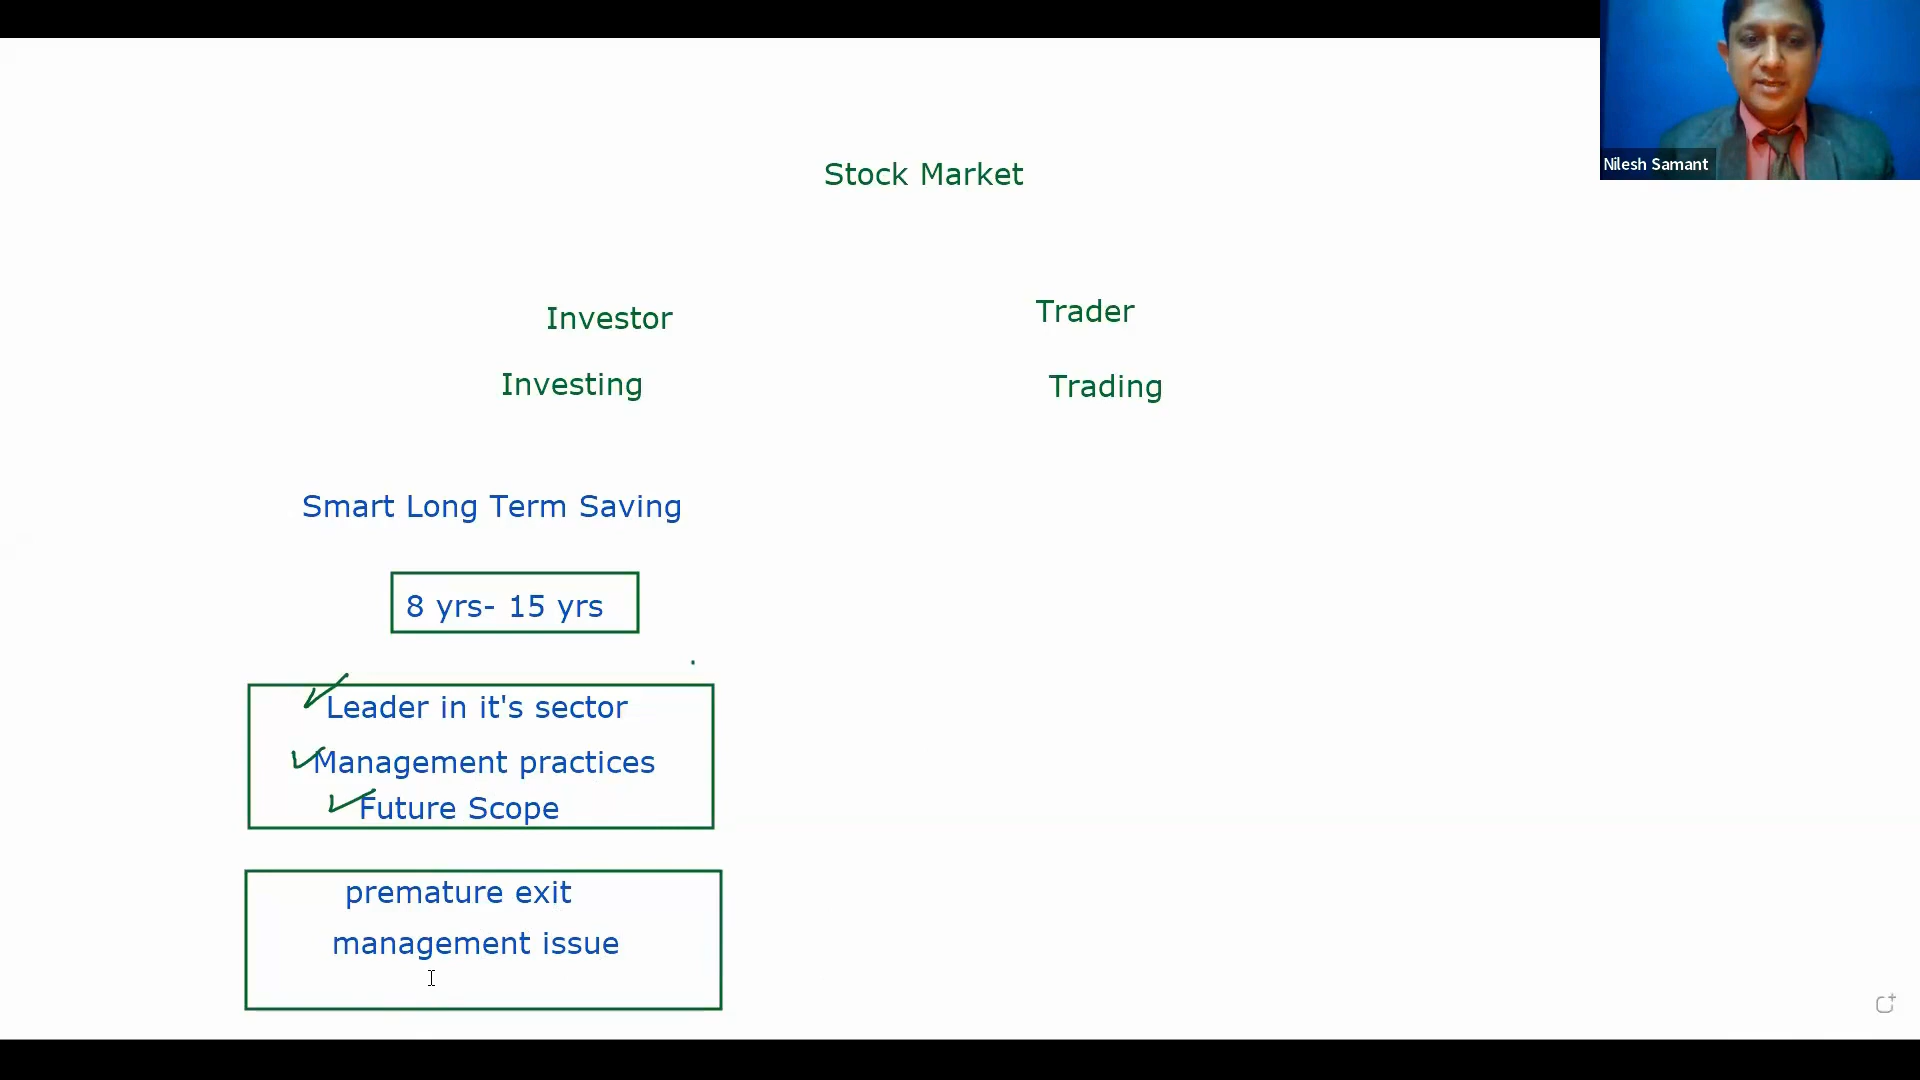 Nilesh Samant
Stock Market
Investor
Trader
Investing
Trading
Smart Long Term Saving
8 yrs- 15 yrs
Leader in it's sector
Management practices
Future Scope
premature exit
management issue